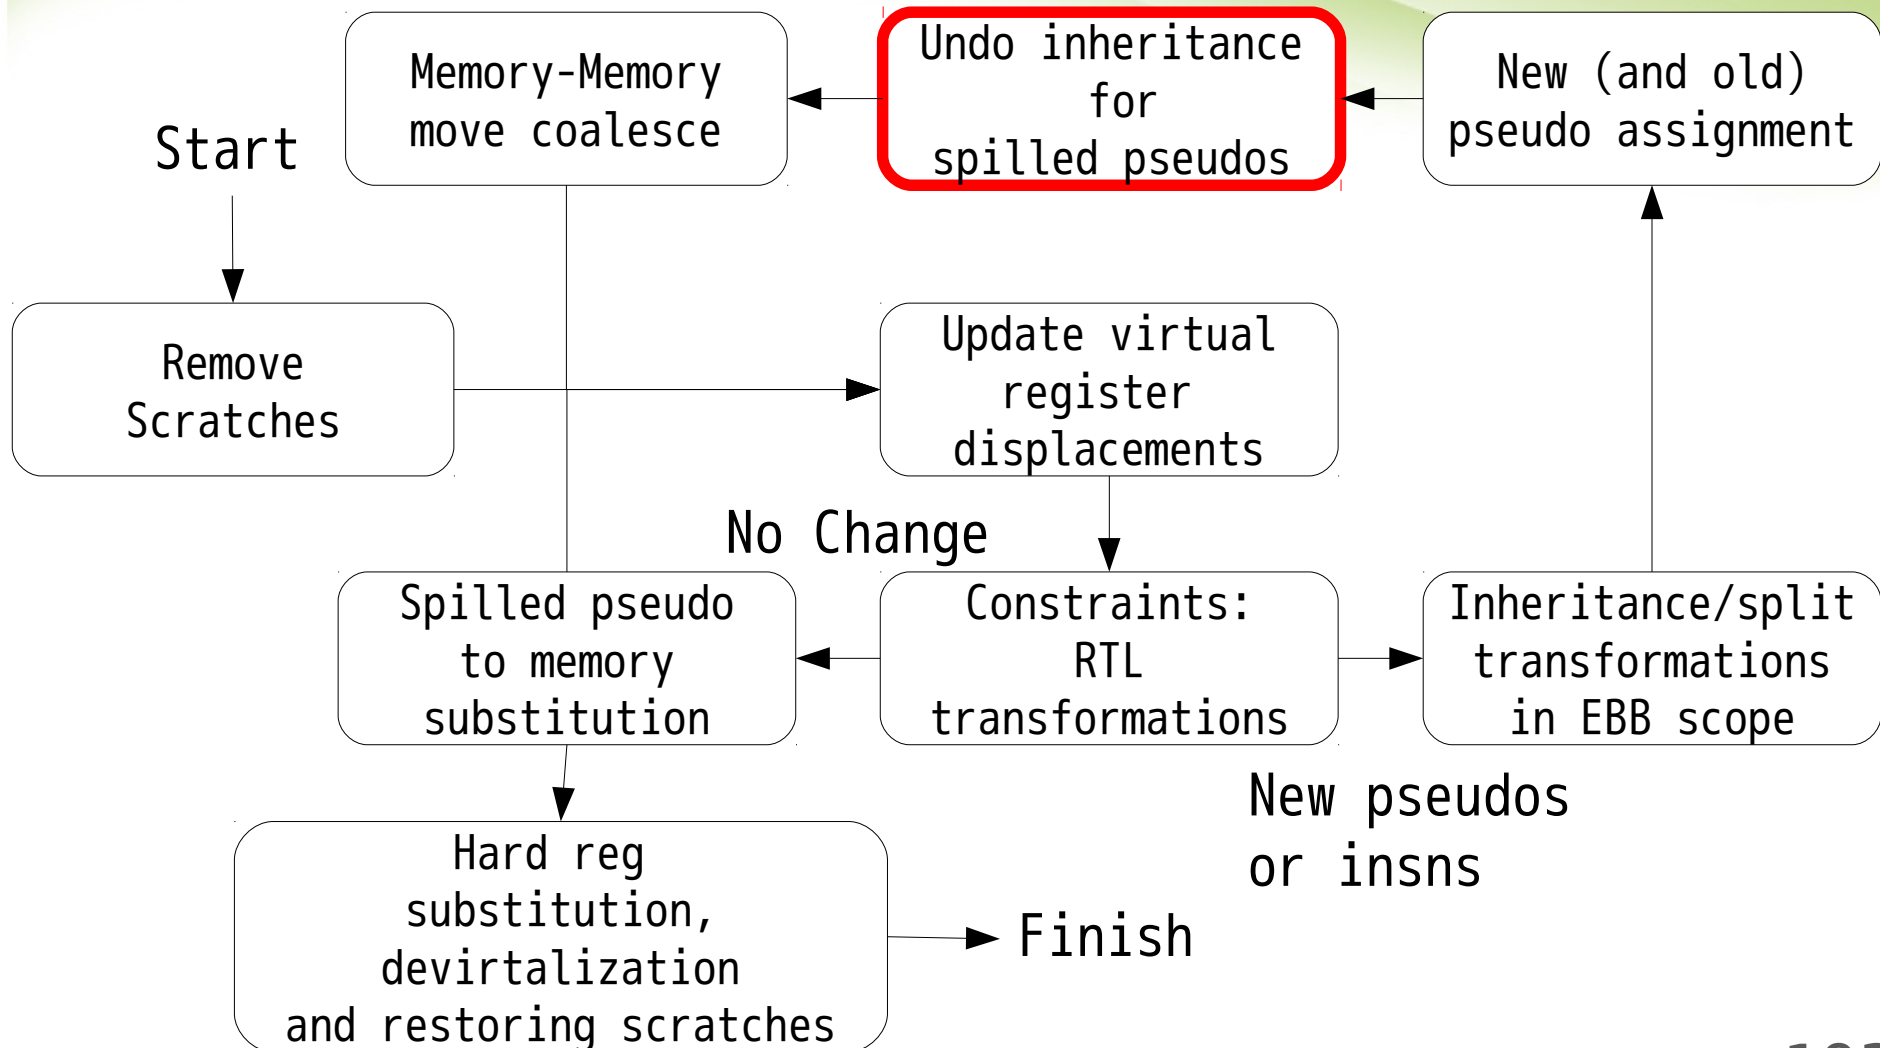 Memory-Memory
move coalesce
Undo inheritance
for
spilled pseudos
New (and old)
pseudo assignment
Start
Remove
Scratches
Update virtual
register
displacements
No Change
Spilled pseudo
to memory
substitution
Constraints:
RTL
transformations
Inheritance/split
transformations
in EBB scope
New pseudos
or insns
Hard reg
substitution,
devirtalization
and restoring scratches
Finish